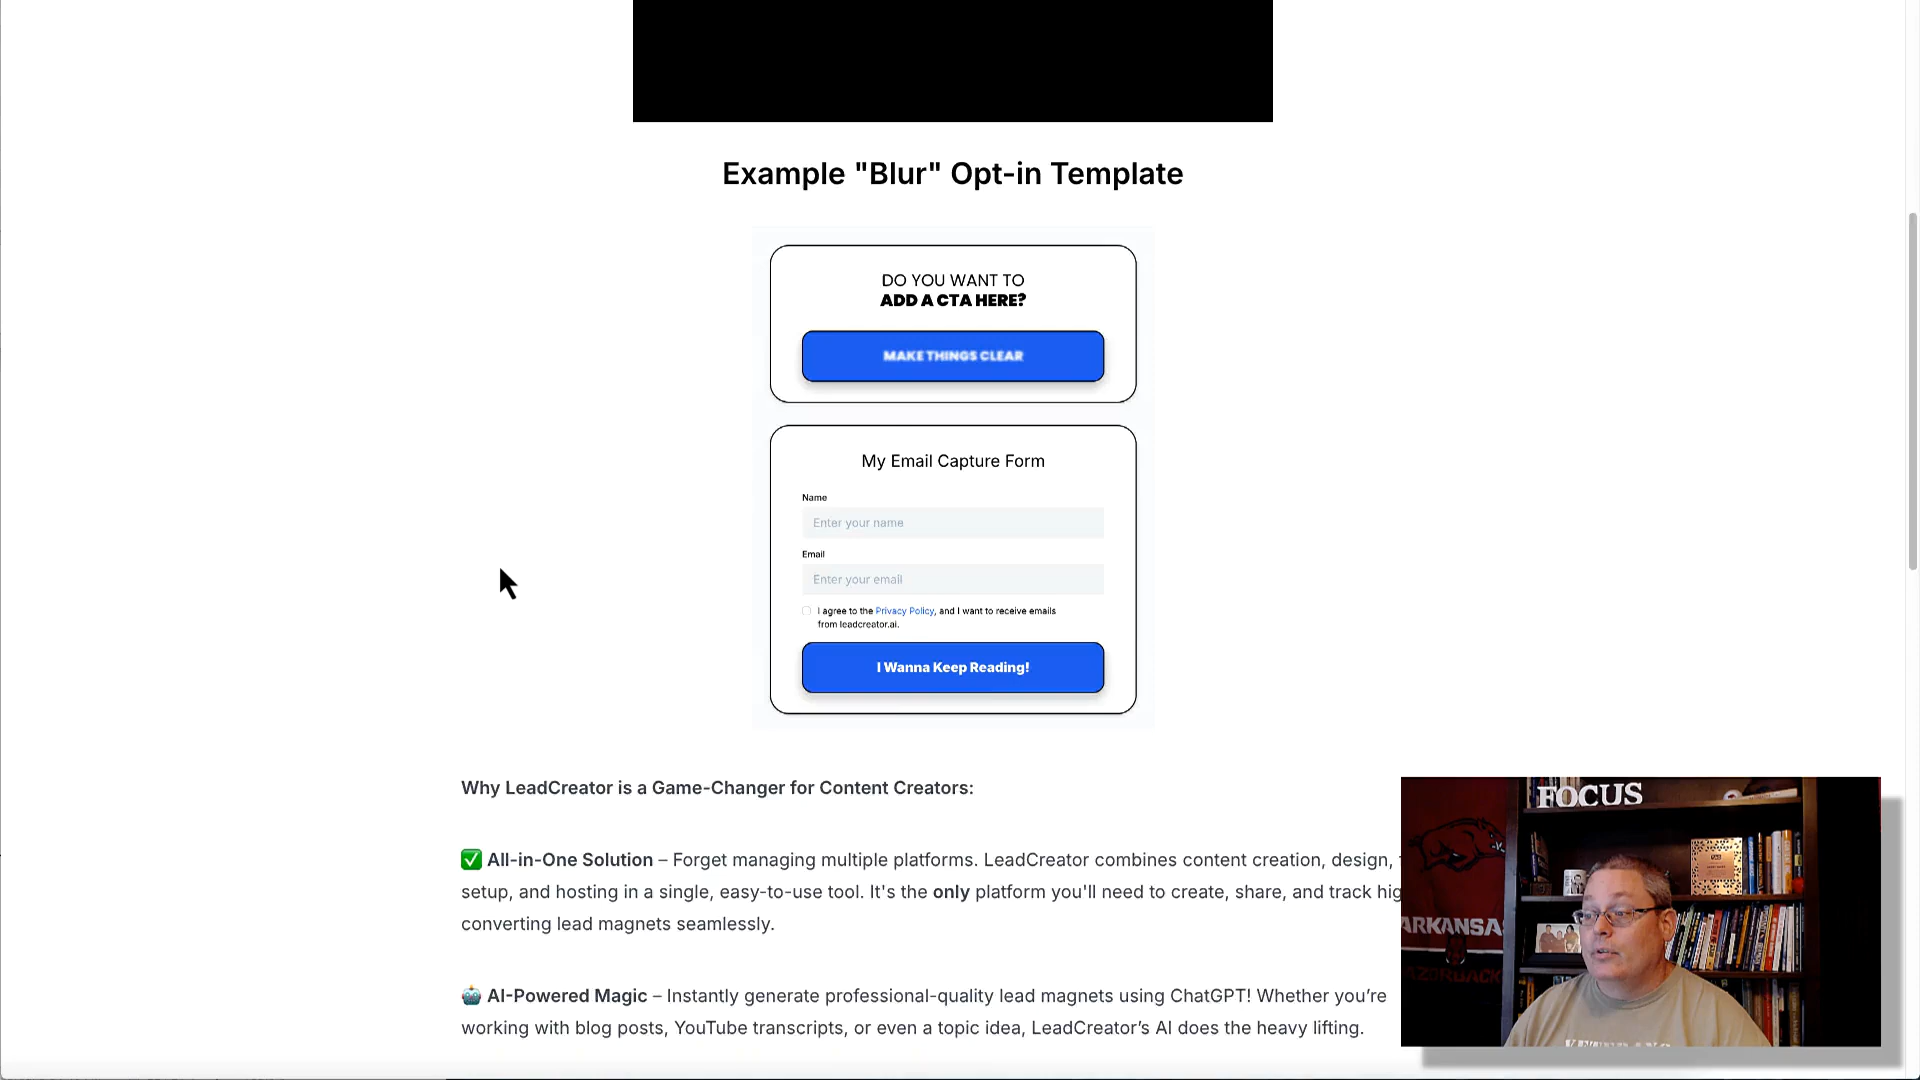 Example "Blur" Opt-in Template
DO YOU WANT TO
ADD A CTA HERE?
MAKE THINGS CLEAR
My Email Capture Form
Name
Enter your name
Email
Enter your email
I agree to the Privacy Policy, and I want to receive emails
from leadcreator.ai.
I Wanna Keep Reading!
Why LeadCreator is a Game-Changer for Content Creators:
✅ All-in-One Solution – Forget managing multiple platforms. LeadCreator combines content creation, design,
setup, and hosting in a single, easy-to-use tool. It's the only platform you'll need to create, share, and track
converting lead magnets seamlessly.
🤖 AI-Powered Magic – Instantly generate professional-quality lead magnets using ChatGPT! Whether you’re
working with blog posts, YouTube transcripts, or even a topic idea, LeadCreator’s AI does the heavy lifting.
FOCUS
ARKANSAS
RAZORBACK